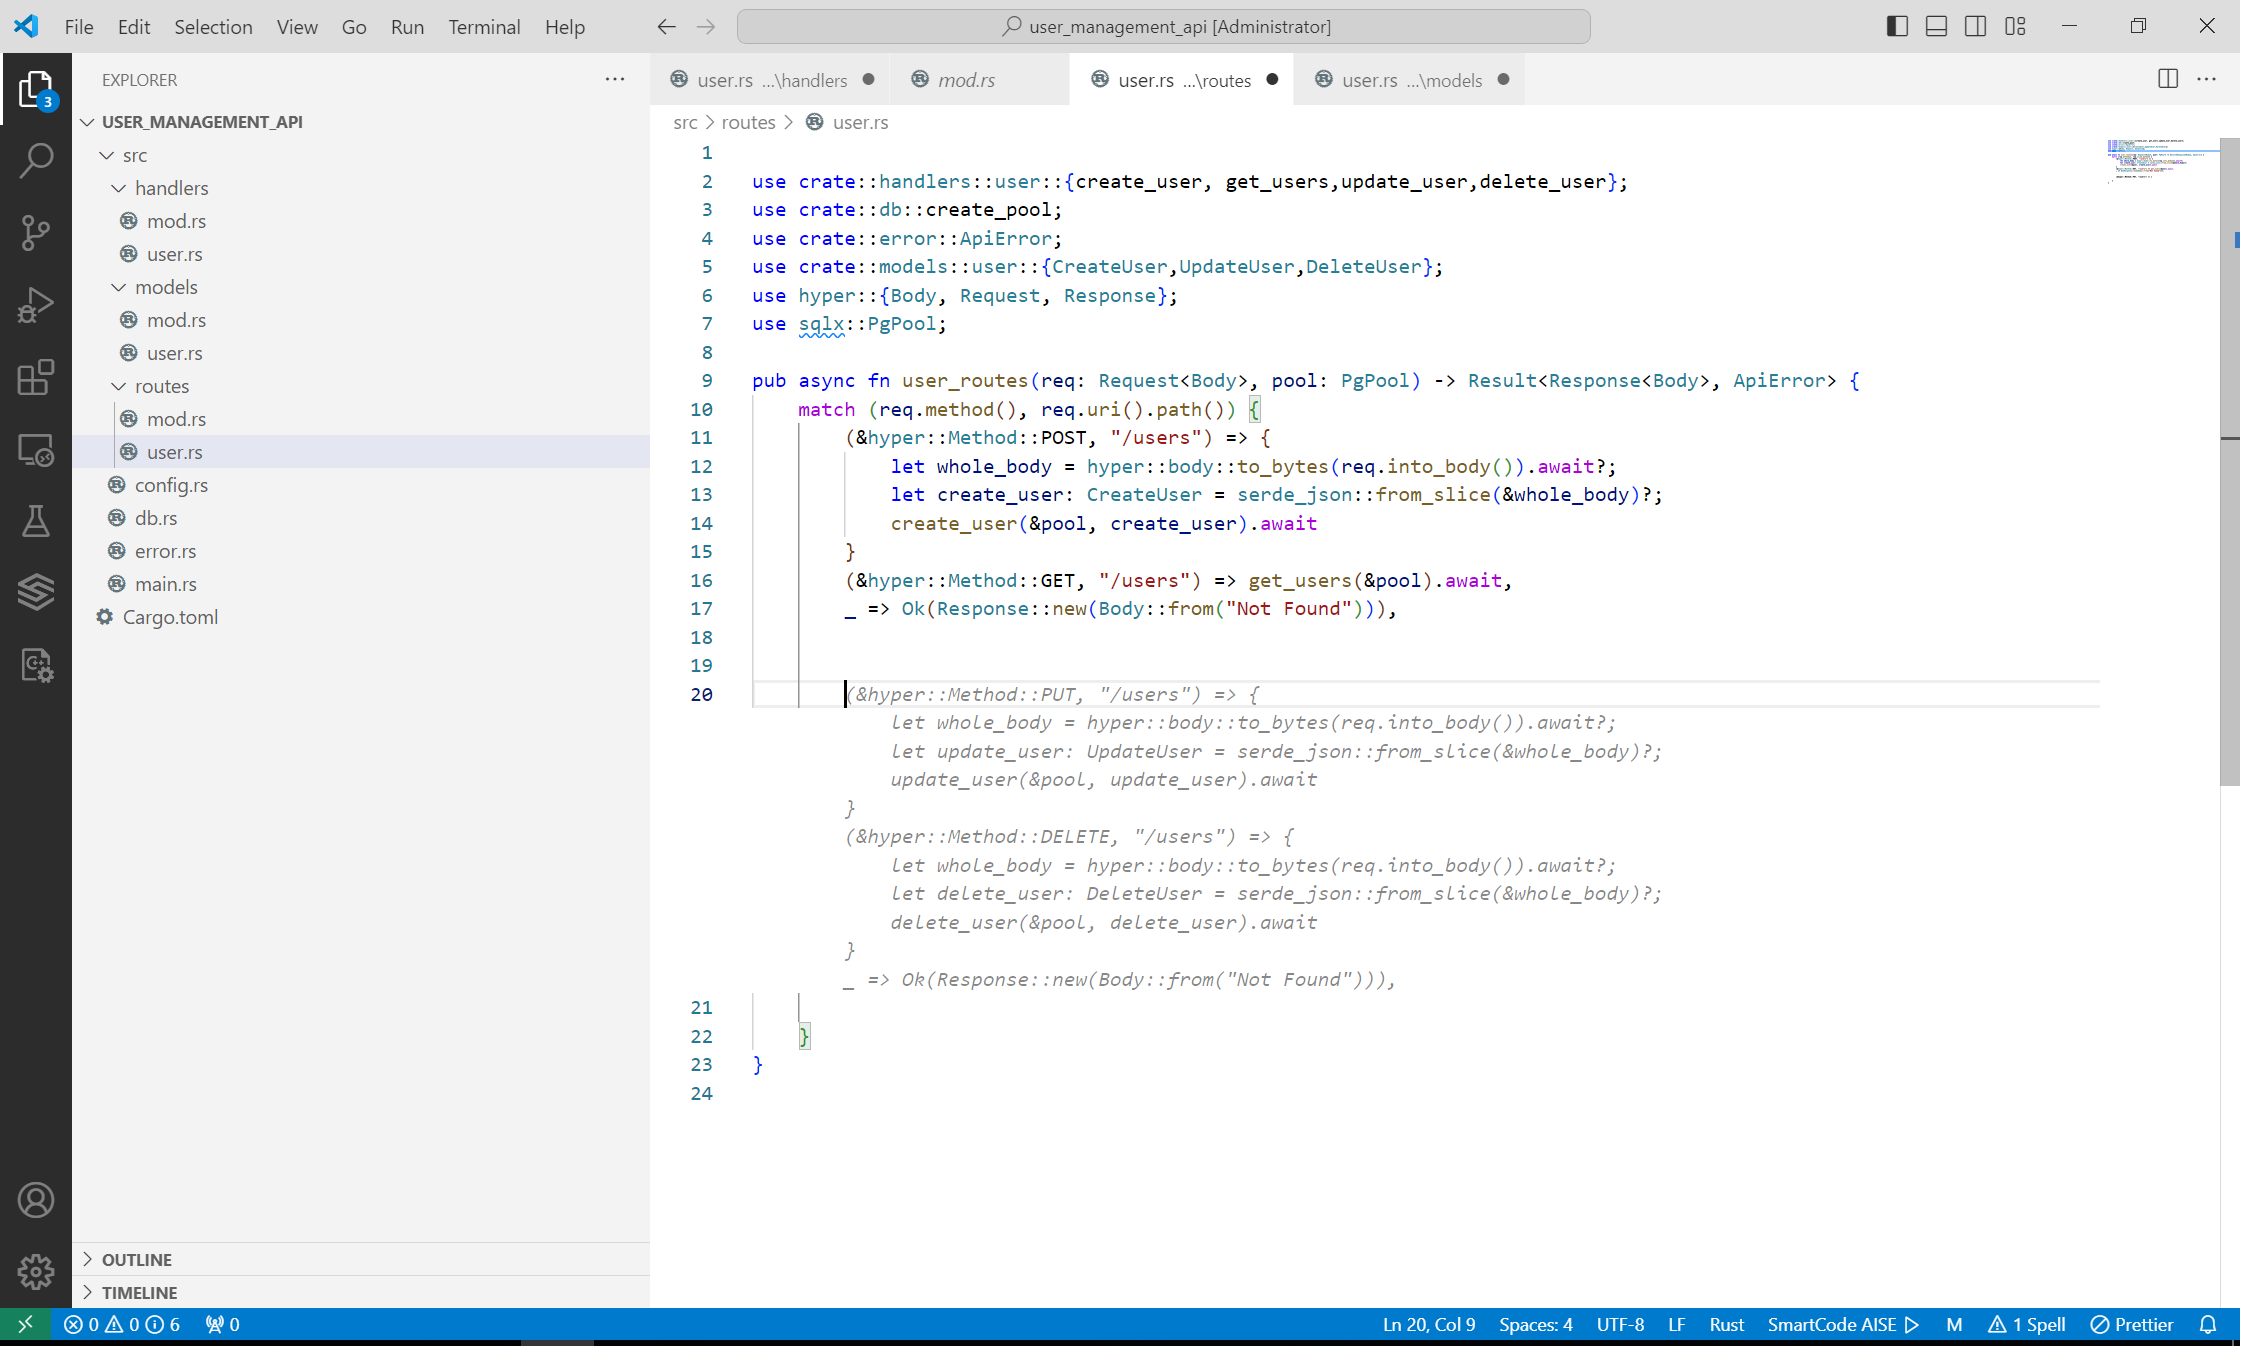 File Edit Selection View Go Run Terminal Help
user_management_api [Administrator]
EXPLORER
3
USER_MANAGEMENT_API
src
handlers
mod.rs
user.rs
models
mod.rs
user.rs
routes
mod.rs
user.rs
config.rs
db.rs
error.rs
main.rs
Cargo.toml
OUTLINE
TIMELINE
user.rs ...\handlers
mod.rs
user.rs ...\routes
user.rs ...\models
src > routes > user.rs
1
2 use crate::handlers::user::{create_user, get_users,update_user,delete_user};
3 use crate::db::create_pool;
4 use crate::error::ApiError;
5 use crate::models::user::{CreateUser,UpdateUser,DeleteUser};
6 use hyper::{Body, Request, Response};
7 use sqlx::PgPool;
8
9 pub async fn user_routes(req: Request<Body>, pool: PgPool) -> Result<Response<Body>, ApiError> {
10 match (req.method(), req.uri().path()) {
11 (&hyper::Method::POST, "/users") => {
12 let whole_body = hyper::body::to_bytes(req.into_body()).await?;
13 let create_user: CreateUser = serde_json::from_slice(&whole_body)?;
14 create_user(&pool, create_user).await
15 }
16 (&hyper::Method::GET, "/users") => get_users(&pool).await,
17 _ => Ok(Response::new(Body::from("Not Found"))),
18
19
20 (&hyper::Method::PUT, "/users") => {
let whole_body = hyper::body::to_bytes(req.into_body()).await?;
let update_user: UpdateUser = serde_json::from_slice(&whole_body)?;
update_user(&pool, update_user).await
}
(&hyper::Method::DELETE, "/users") => {
let whole_body = hyper::body::to_bytes(req.into_body()).await?;
let delete_user: DeleteUser = serde_json::from_slice(&whole_body)?;
delete_user(&pool, delete_user).await
}
_ => Ok(Response::new(Body::from("Not Found"))),
21
22 }
23 }
24
0 0 6 0
Ln 20, Col 9 Spaces: 4 UTF-8 LF Rust SmartCode AISE M 1 Spell Prettier